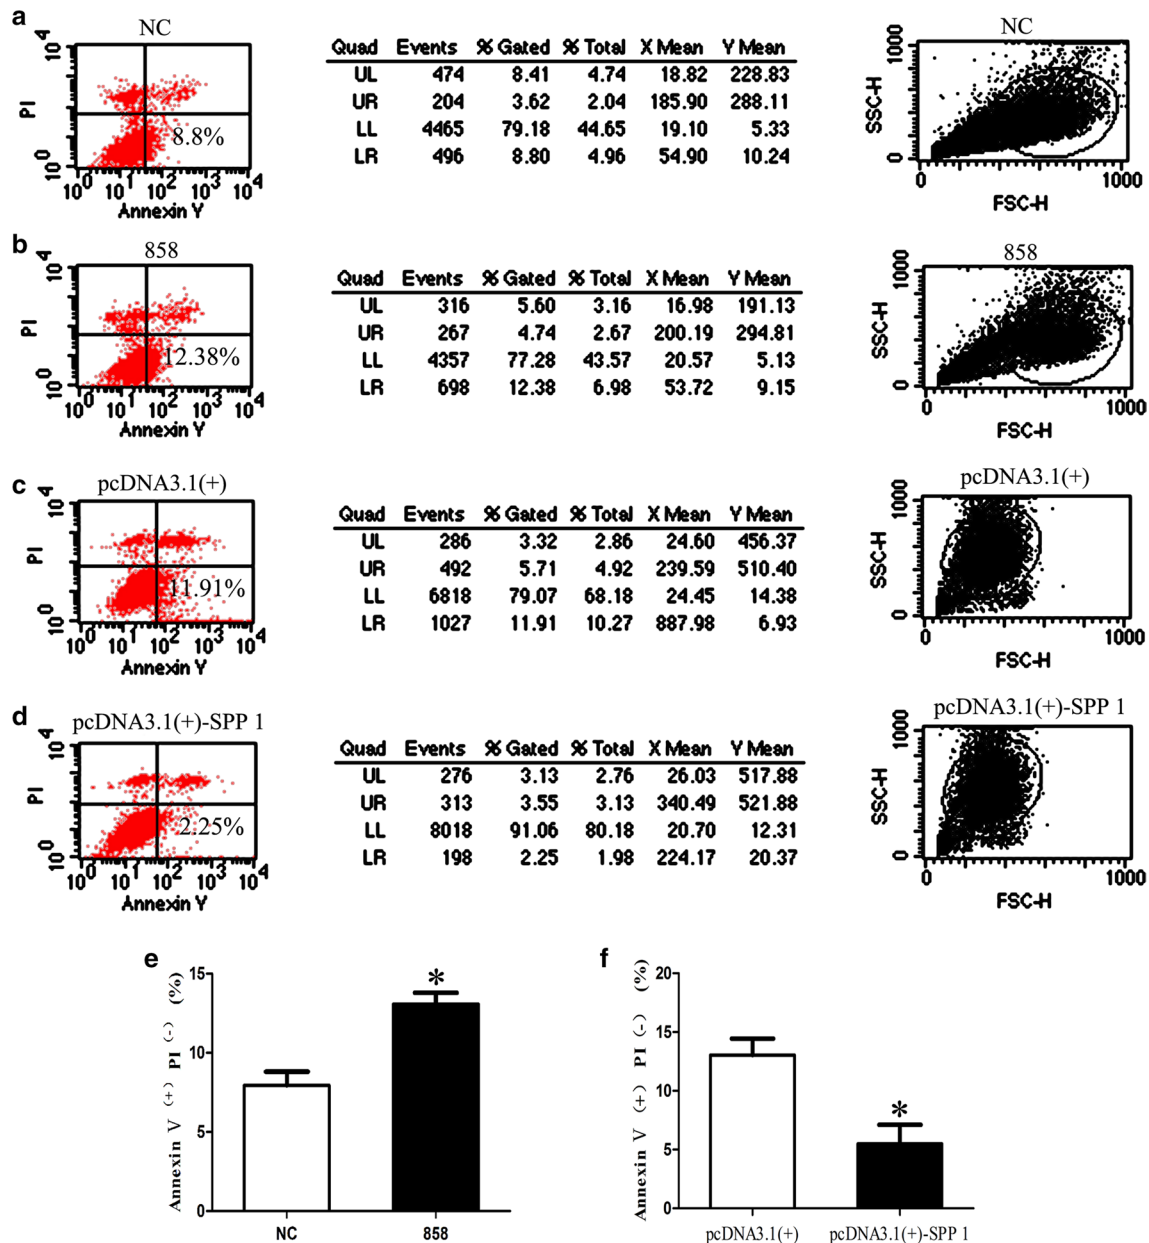 a
NC
10^4
PI
10^0
8.8%
10^0 10^1 10^2 10^3 10^4
Annexin V
Quad Events % Gated % Total X Mean Y Mean
UL 474 8.41 4.74 18.82 228.83
UR 204 3.62 2.04 185.90 288.11
LL 4465 79.18 44.65 19.10 5.33
LR 496 8.80 4.96 54.90 10.24
NC
1000
SSC-H
0
0 1000
FSC-H
b
858
10^4
PI
10^0
12.38%
10^0 10^1 10^2 10^3 10^4
Annexin V
Quad Events % Gated % Total X Mean Y Mean
UL 316 5.60 3.16 16.98 191.13
UR 267 4.74 2.67 200.19 294.81
LL 4357 77.28 43.57 20.57 5.13
LR 698 12.38 6.98 53.72 9.15
858
1000
SSC-H
0
0 1000
FSC-H
c
pcDNA3.1(+)
10^4
PI
10^0
11.91%
10^0 10^1 10^2 10^3 10^4
Annexin V
Quad Events % Gated % Total X Mean Y Mean
UL 286 3.32 2.86 24.60 456.37
UR 492 5.71 4.92 239.59 510.40
LL 6818 79.07 68.18 24.45 14.38
LR 1027 11.91 10.27 887.98 6.93
pcDNA3.1(+)
1000
SSC-H
0
0 1000
FSC-H
d
pcDNA3.1(+)-SPP 1
10^4
PI
10^0
2.25%
10^0 10^1 10^2 10^3 10^4
Annexin V
Quad Events % Gated % Total X Mean Y Mean
UL 276 3.13 2.76 26.03 517.88
UR 313 3.55 3.13 340.49 521.88
LL 8018 91.06 80.18 20.70 12.31
LR 198 2.25 1.98 224.17 20.37
pcDNA3.1(+)-SPP 1
1000
SSC-H
0
0 1000
FSC-H
e
Annexin V (+) PI (-) (%)
15
10
5
0
*
NC 858
f
Annexin V (+) PI (-) (%)
20
15
10
5
0
*
pcDNA3.1(+) pcDNA3.1(+)-SPP 1